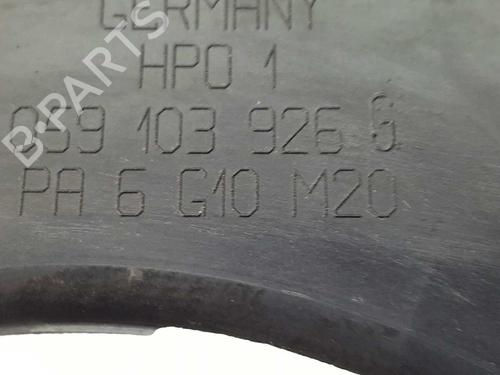 GERMANY
HPO 1
059 103 926 G
PA 6 G10 M20
B-PARTS